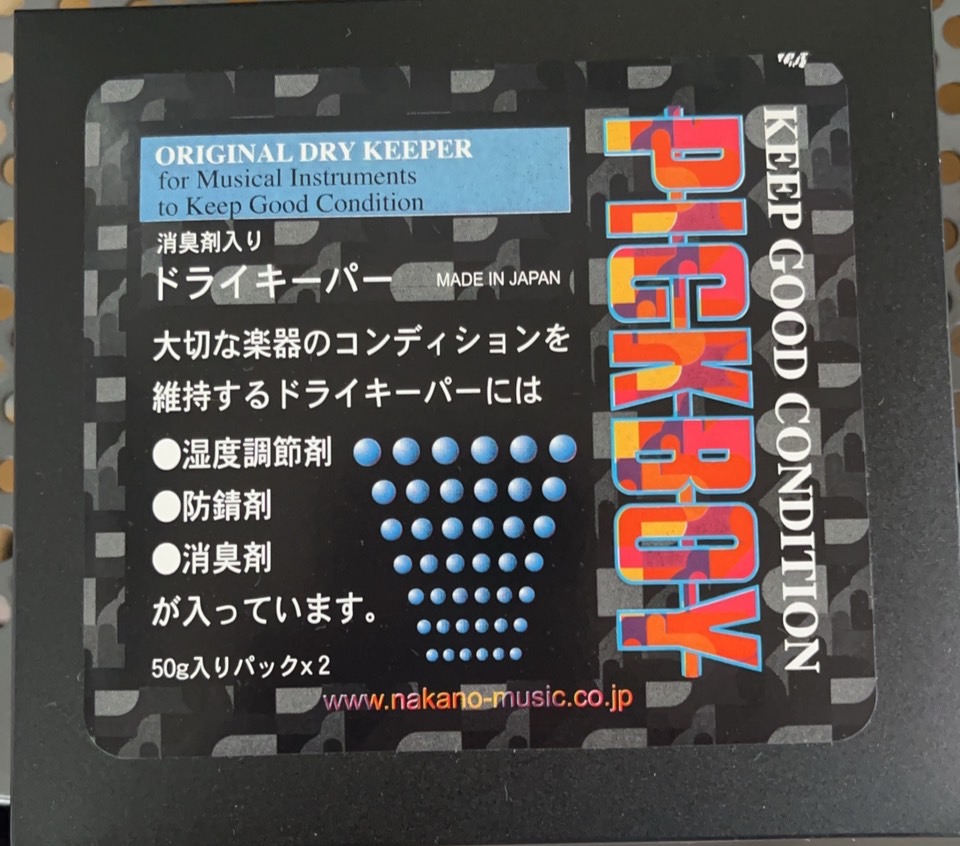 ORIGINAL DRY KEEPER
for Musical Instruments
to Keep Good Condition
消臭剤入り
ドライキーパー MADE IN JAPAN
大切な楽器のコンディションを
維持するドライキーパーには
●湿度調節剤
●防錆剤
●消臭剤
が入っています。
50g入りパックx2
www.nakano-music.co.jp
PICKBOY
KEEP GOOD CONDITION